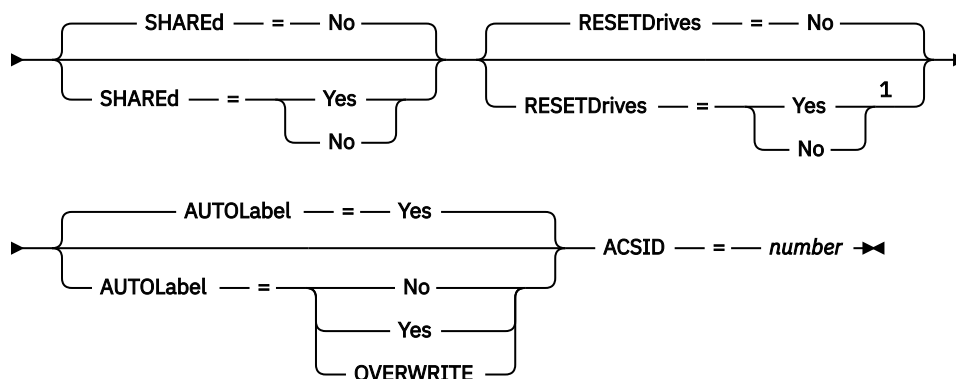 SHAREd = No RESETDrives = No
SHAREd = Yes RESETDrives = Yes 1
No No
AUTOLabel = Yes
ACSID = number
AUTOLabel = No
Yes
OVERWRITE